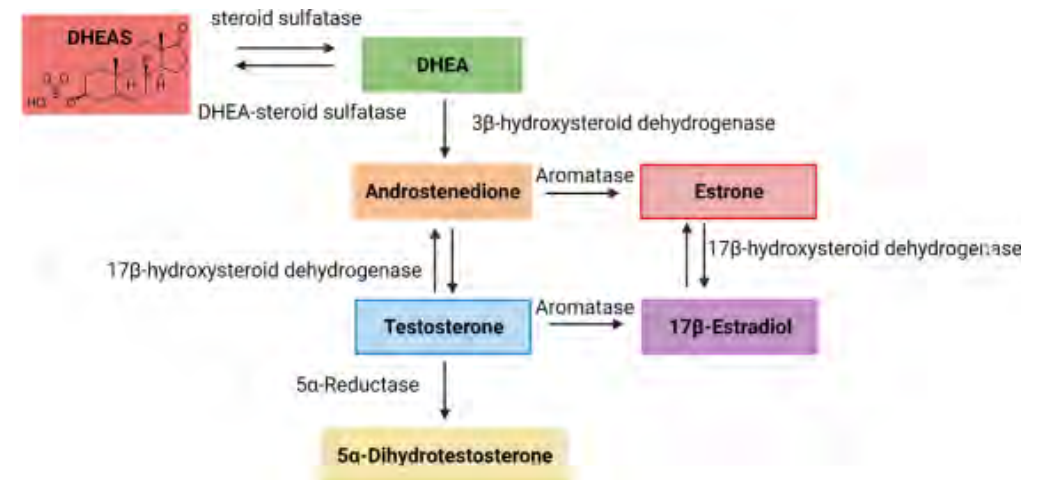 steroid sulfatase
DHEAS
DHEA
O
O
O
H
H
HO
S
O
O
DHEA-steroid sulfatase
3β-hydroxysteroid dehydrogenase
Androstenedione
Aromatase
Estrone
17β-hydroxysteroid dehydrogenase
17β-hydroxysteroid dehydrogenase
Testosterone
Aromatase
17β-Estradiol
5α-Reductase
5α-Dihydrotestosterone